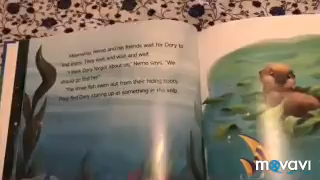 Meanwhile, Nemo and his friends wait for Dory to
find them. They wait and wait and wait.
"I think Dory forgot about us," Nemo says. "We
should go find her."
The three fish swim out from their hiding spots.
They find Dory staring up at something in the kelp.
movavi